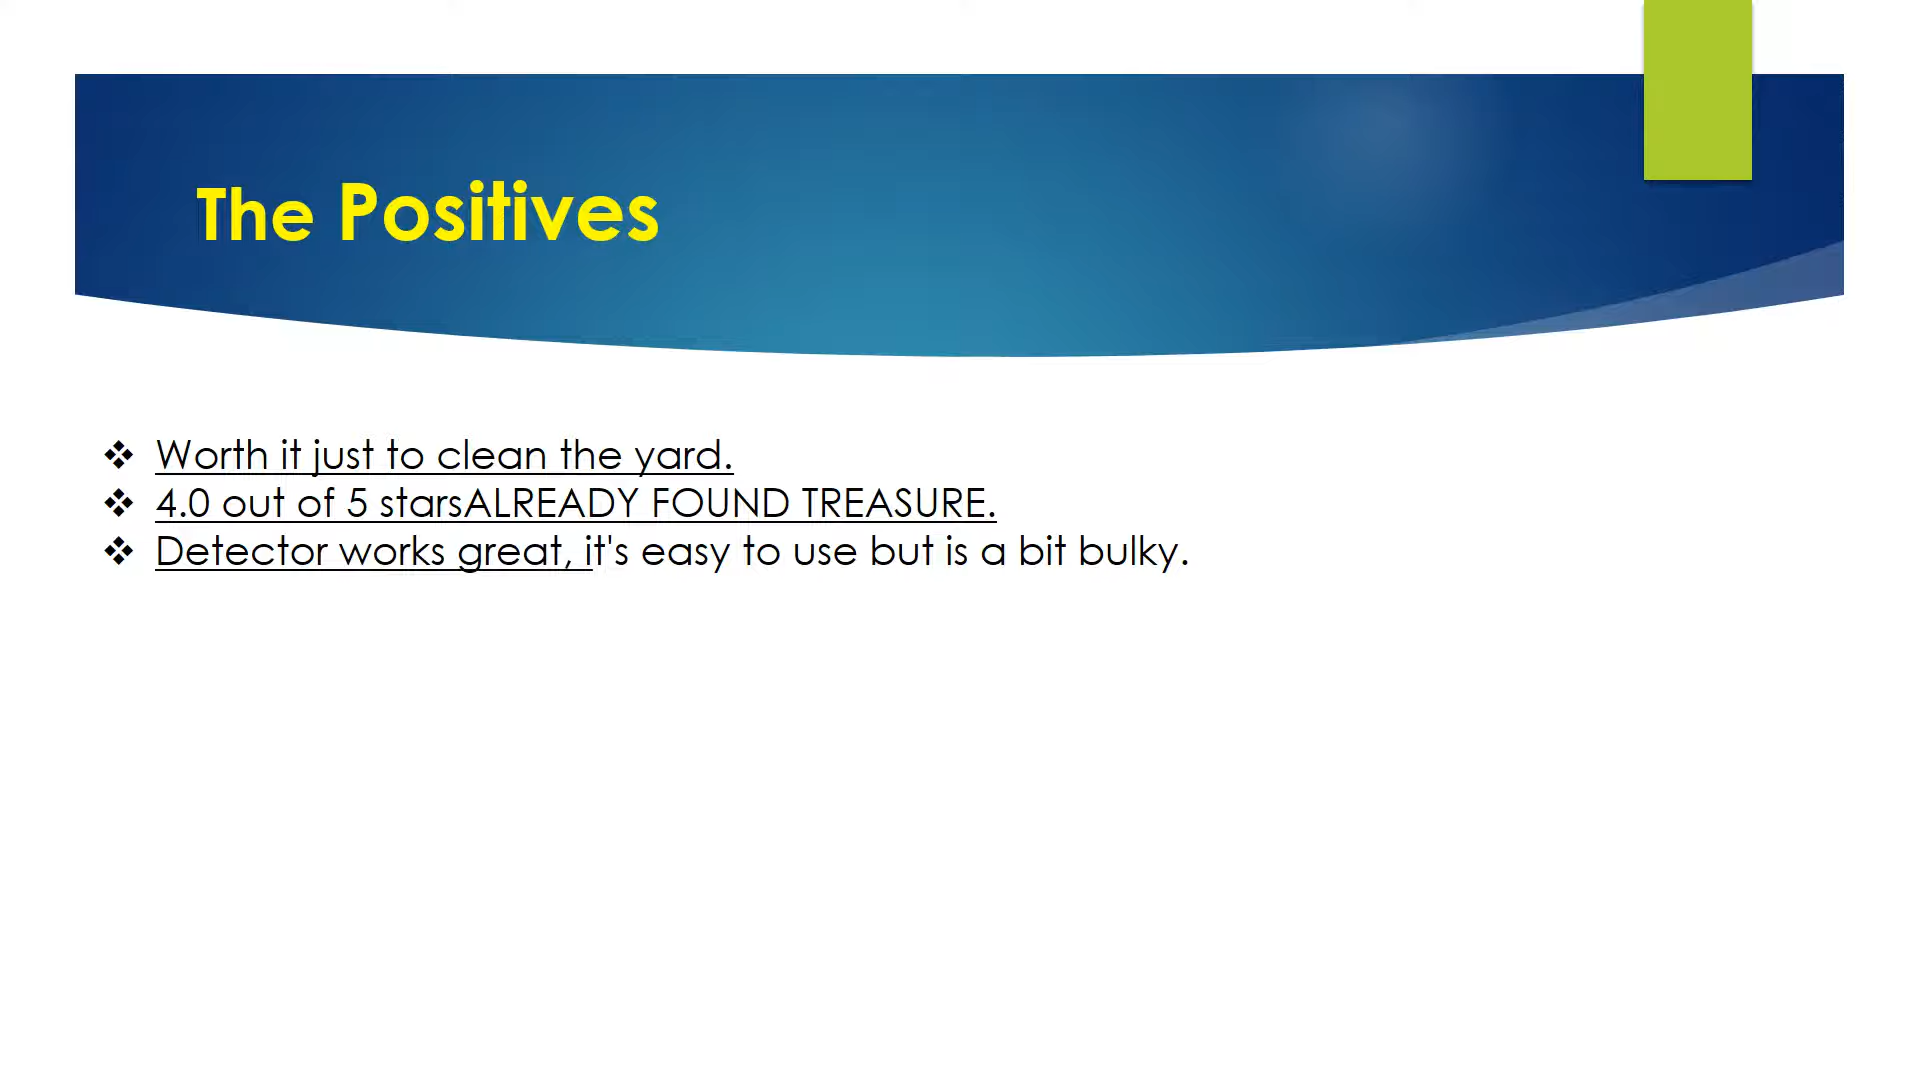 The Positives
❖ Worth it just to clean the yard.
❖ 4.0 out of 5 starsALREADY FOUND TREASURE.
❖ Detector works great, it's easy to use but is a bit bulky.